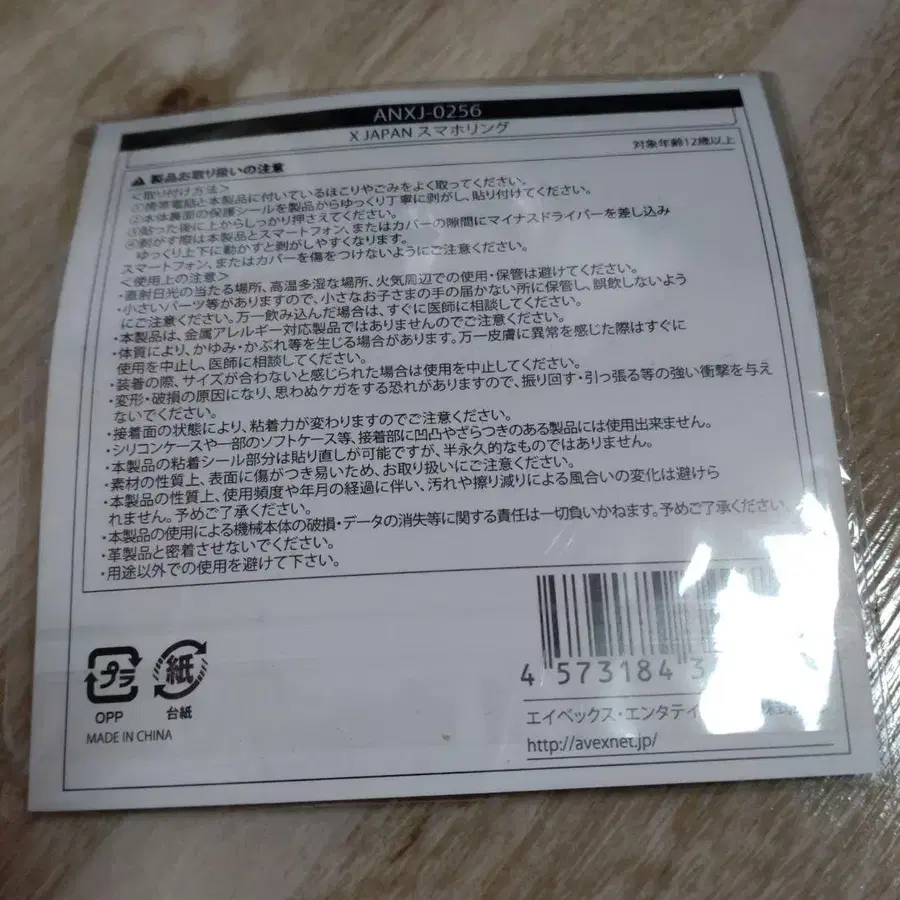 ANXJ-0256
X JAPAN スマホリング
対象年齢12歳以上
⚠ 製品お取り扱いの注意
＜取り付け方法＞
①携帯電話と本製品に付いているほこりやごみをよく取ってください。
②本体裏面の保護シールを製品からゆっくり丁寧に剥がし、貼り付けてください。
③貼った後に上からしっかり押さえてください。
④剥がす際は本製品とスマートフォン、またはカバーの隙間にマイナスドライバーを差し込み
ゆっくり上下に動かすと剥がしやすくなります。
スマートフォン、またはカバーを傷をつけないようにご注意ください。
＜使用上の注意＞
・直射日光の当たる場所、高温多湿な場所、火気周辺での使用・保管は避けてください。
・小さいパーツ等がありますので、小さなお子さまの手の届かない所に保管し、誤飲しないよう
にご注意ください。万一飲み込んだ場合は、すぐに医師に相談してください。
・本製品は、金属アレルギー対応製品ではありませんのでご注意ください。
・体質により、かゆみ・かぶれ等を生じる場合があります。万一皮膚に異常を感じた際はすぐに
使用を中止し、医師に相談してください。
・装着の際、サイズが合わないと感じられた場合は使用を中止してください。
・変形・破損の原因になり、思わぬケガをする恐れがありますので、振り回す・引っ張る等の強い衝撃を与え
ないでください。
・接着面の状態により、粘着力が変わりますのでご注意ください。
・シリコンケースや一部のソフトケース等、接着部に凹凸やざらつきのある製品には使用出来ません。
・本製品の粘着シール部分は貼り直しが可能ですが、半永久的なものではありません。
・素材の性質上、表面に傷がつき易いため、お取り扱いにご注意ください。
・本製品の性質上、使用頻度や年月の経過に伴い、汚れや擦り減りによる風合いの変化は避けら
れません。予めご了承ください。
・本製品の使用による機械本体の破損・データの消失等に関する責任は一切負いかねます。予めご了承ください。
・革製品と密着させないでください。
・用途以外での使用を避けて下さい。
4 573184 3
プラ
紙
OPP
台紙
MADE IN CHINA
エイベックス・エンタテイ
http://avexnet.jp/